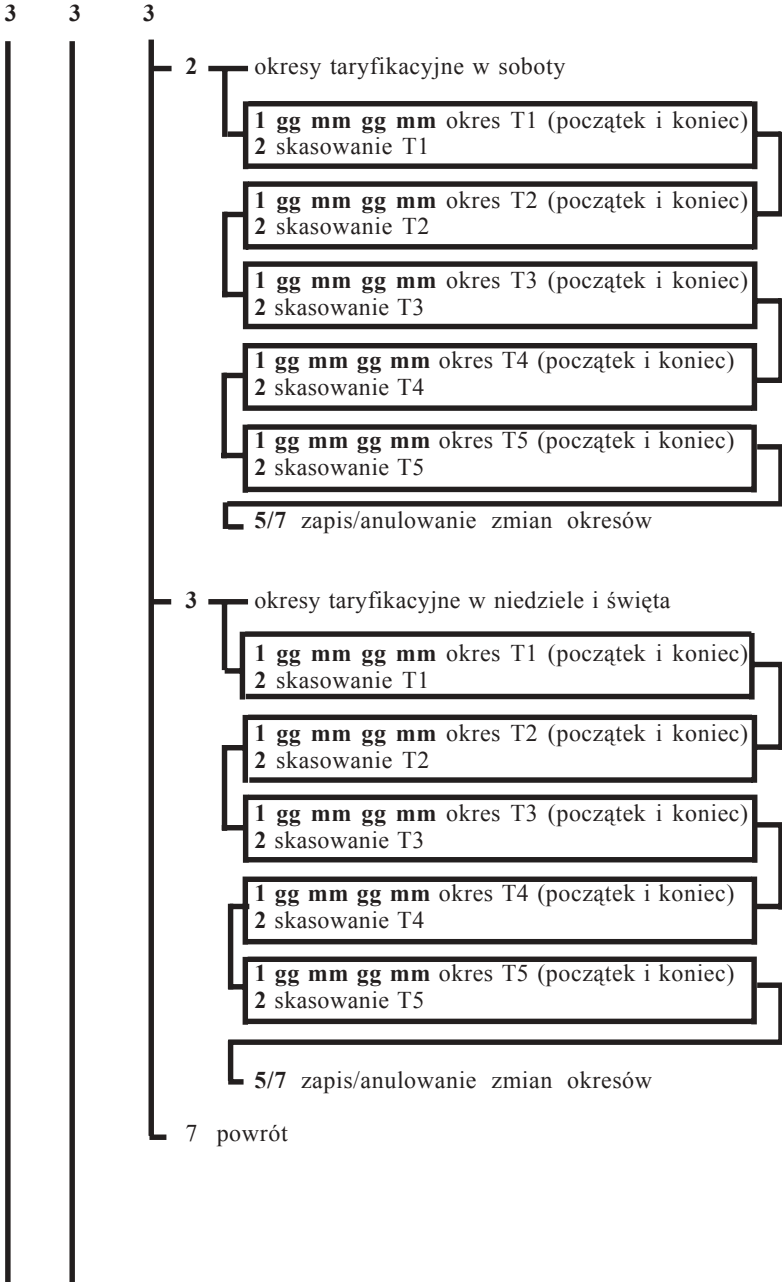 3 3 3
2 okresy taryfikacyjne w soboty
1 gg mm gg mm okres T1 (początek i koniec)
2 skasowanie T1
1 gg mm gg mm okres T2 (początek i koniec)
2 skasowanie T2
1 gg mm gg mm okres T3 (początek i koniec)
2 skasowanie T3
1 gg mm gg mm okres T4 (początek i koniec)
2 skasowanie T4
1 gg mm gg mm okres T5 (początek i koniec)
2 skasowanie T5
5/7 zapis/anulowanie zmian okresów
3 okresy taryfikacyjne w niedziele i święta
1 gg mm gg mm okres T1 (początek i koniec)
2 skasowanie T1
1 gg mm gg mm okres T2 (początek i koniec)
2 skasowanie T2
1 gg mm gg mm okres T3 (początek i koniec)
2 skasowanie T3
1 gg mm gg mm okres T4 (początek i koniec)
2 skasowanie T4
1 gg mm gg mm okres T5 (początek i koniec)
2 skasowanie T5
5/7 zapis/anulowanie zmian okresów
7 powrót